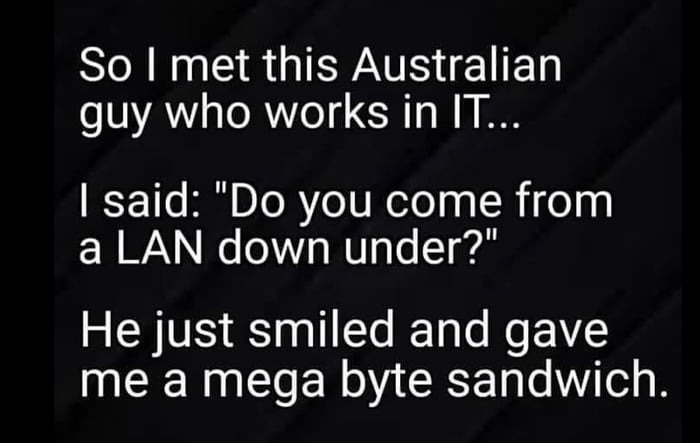 So I met this Australian
guy who works in IT...
I said: "Do you come from
a LAN down under?"
He just smiled and gave
me a mega byte sandwich.